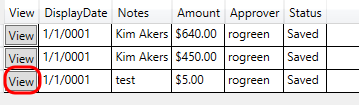 View DisplayDate Notes Amount Approver Status
View 1/1/0001 Kim Akers $640.00 rogreen Saved
View 1/1/0001 Kim Akers $450.00 rogreen Saved
View 1/1/0001 test $5.00 rogreen Saved